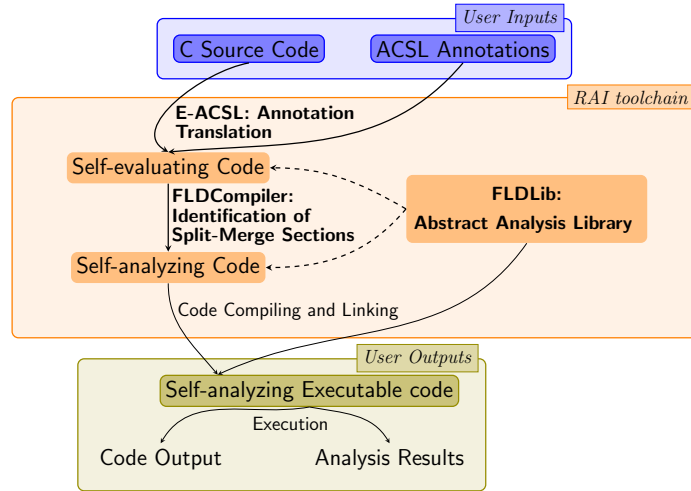 User Inputs
C Source Code
ACSL Annotations
RAI toolchain
E-ACSL: Annotation
Translation
Self-evaluating Code
FLDCompiler:
Identification of
Split-Merge Sections
FLDLib:
Abstract Analysis Library
Self-analyzing Code
Code Compiling and Linking
User Outputs
Self-analyzing Executable code
Execution
Code Output
Analysis Results